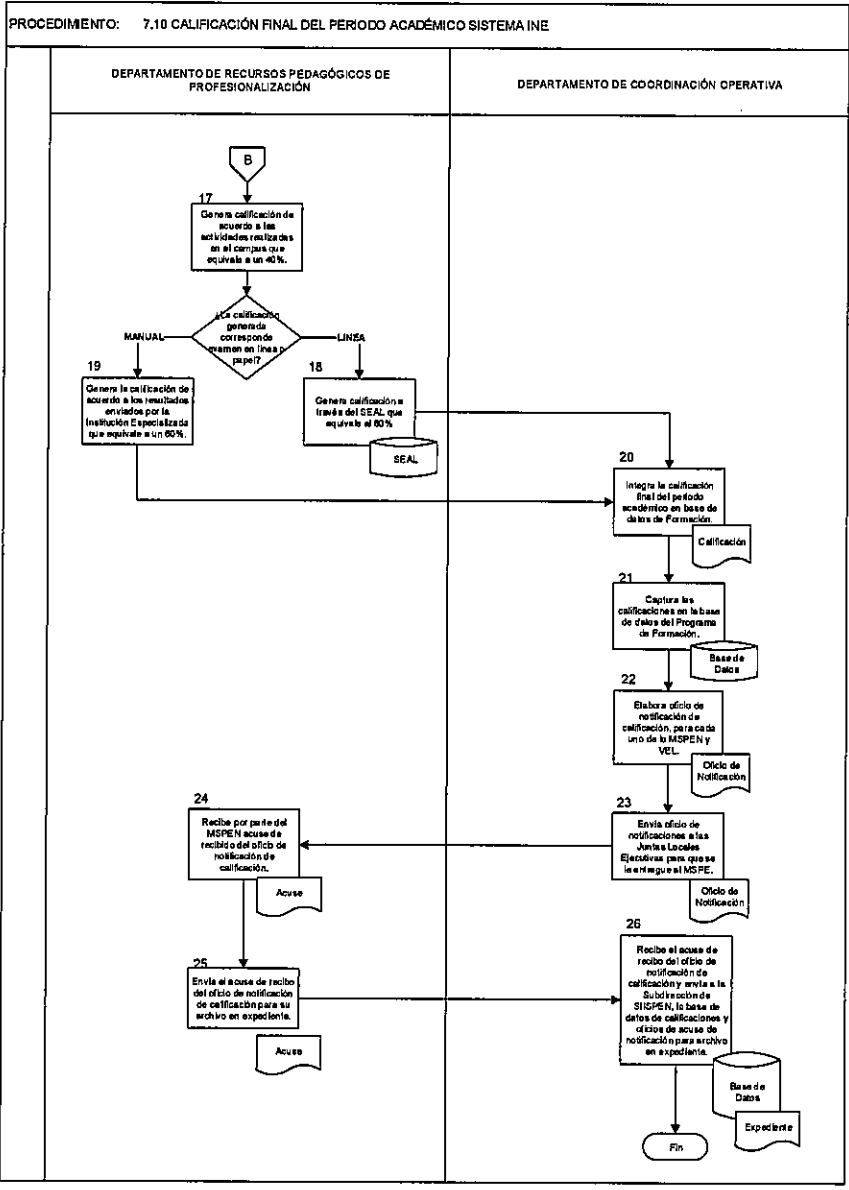 PROCEDIMIENTO: 7.10 CALIFICACIÓN FINAL DEL PERIODO ACADÉMICO SISTEMA INE
DEPARTAMENTO DE RECURSOS PEDAGÓGICOS DE
PROFESIONALIZACIÓN
DEPARTAMENTO DE COORDINACIÓN OPERATIVA
B
17
Genera calificación de
acuerdo a las
actividades realizadas
en el campus que
equivale a un 40%.
¿La calificación
generada
corresponde
examen en línea o
papel?
MANUAL
LINEA
19
Genera la calificación de
acuerdo a los resultados
enviados por la
Institución Especializada
que equivale a un 60%.
18
Genera calificación a
través del SEAL que
equivale al 60%
SEAL
20
Integra la calificación
final del periodo
académico en base de
datos de Formación.
Calificación
21
Captura las
calificaciones en la base
de datos del Programa
de Formación.
Base de
Datos
22
Elabora oficio de
notificación de
calificación, para cada
uno de lo MSPEN y
VEL.
Oficio de
Notificación
23
Envía oficio de
notificaciones a las
Juntas Locales
Ejecutivas para que se
le entregue al MSPE.
Oficio de
Notificación
24
Recibe por parte del
MSPEN acuse de
recibido del oficio de
notificación de
calificación.
Acuse
25
Envía el acuse de recibo
del oficio de notificación
de calificación para su
archivo en expediente.
Acuse
26
Recibe el acuse de
recibo del oficio de
notificación de
calificación y envía a la
Subdirección de
SIISPEN, la base de
datos de calificaciones y
oficios de acuse de
notificación para archivo
en expediente.
Base de
Datos
Expediente
Fin